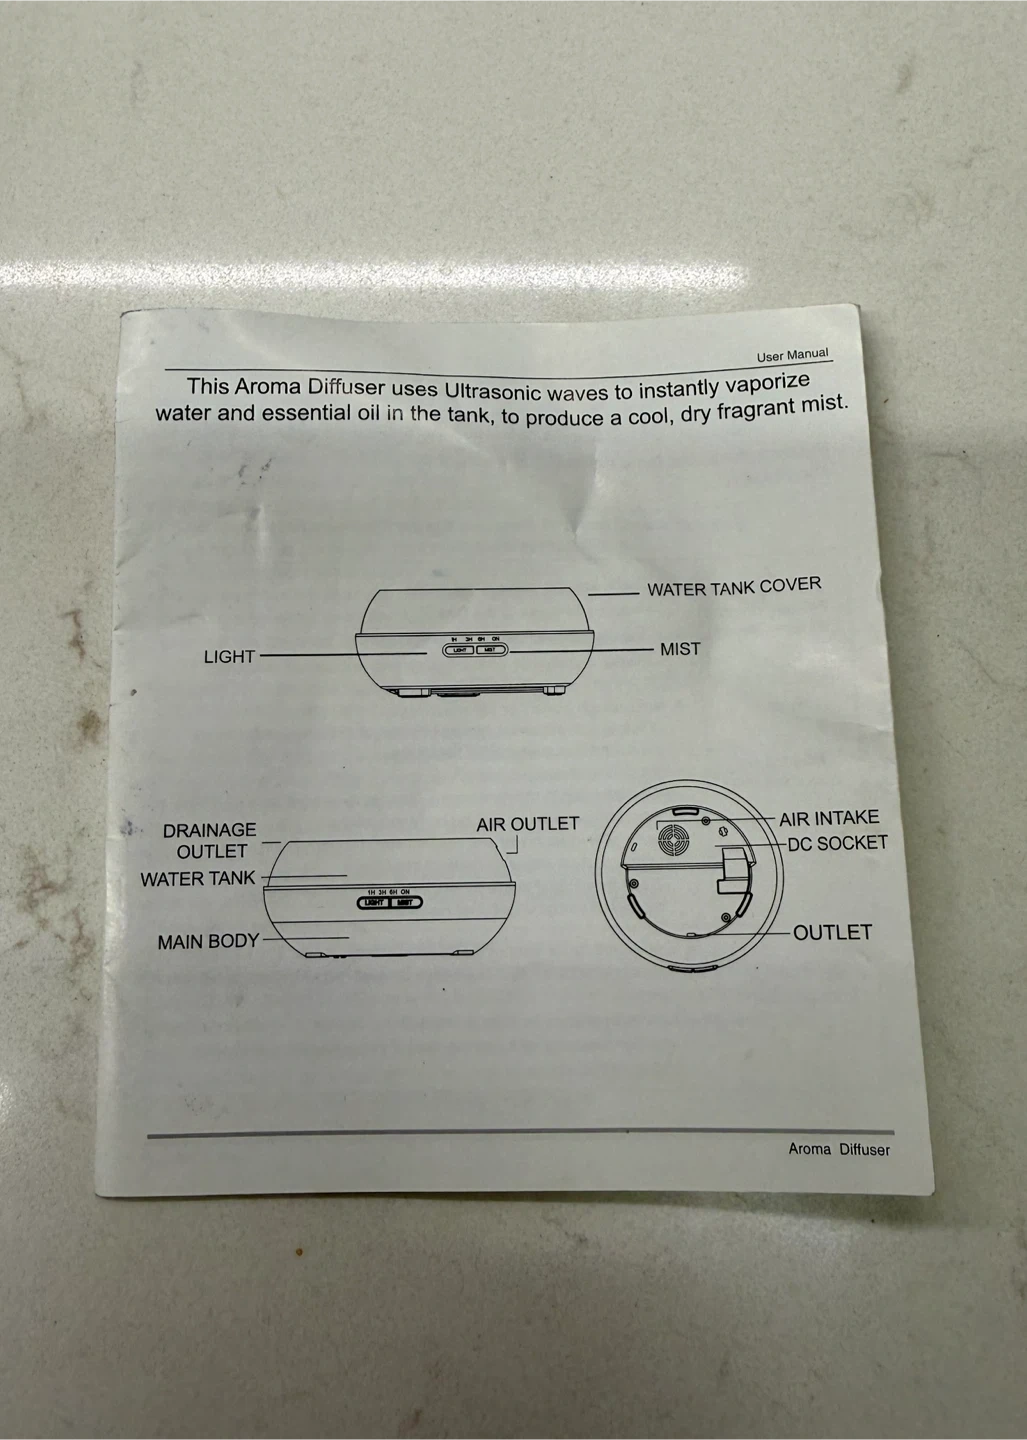 User Manual
This Aroma Diffuser uses Ultrasonic waves to instantly vaporize
water and essential oil in the tank, to produce a cool, dry fragrant mist.
WATER TANK COVER
1H 3H 6H ON
LIGHT MIST
LIGHT
MIST
DRAINAGE
OUTLET
AIR OUTLET
WATER TANK
1H 3H 6H ON
LIGHT MIST
MAIN BODY
AIR INTAKE
DC SOCKET
OUTLET
Aroma Diffuser